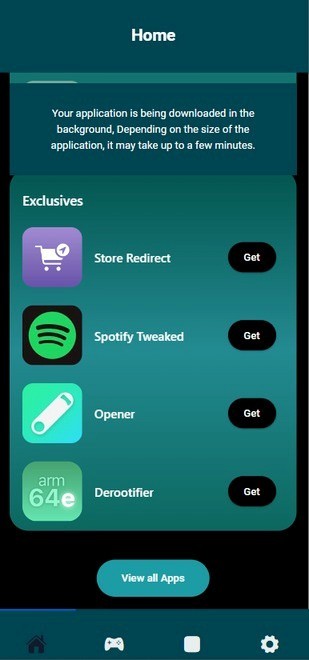 Home
Your application is being downloaded in the
background, Depending on the size of the
application, it may take up to a few minutes.
Exclusives
Store Redirect
Get
Spotify Tweaked
Get
Opener
Get
arm
64e
Derootifier
Get
View all Apps